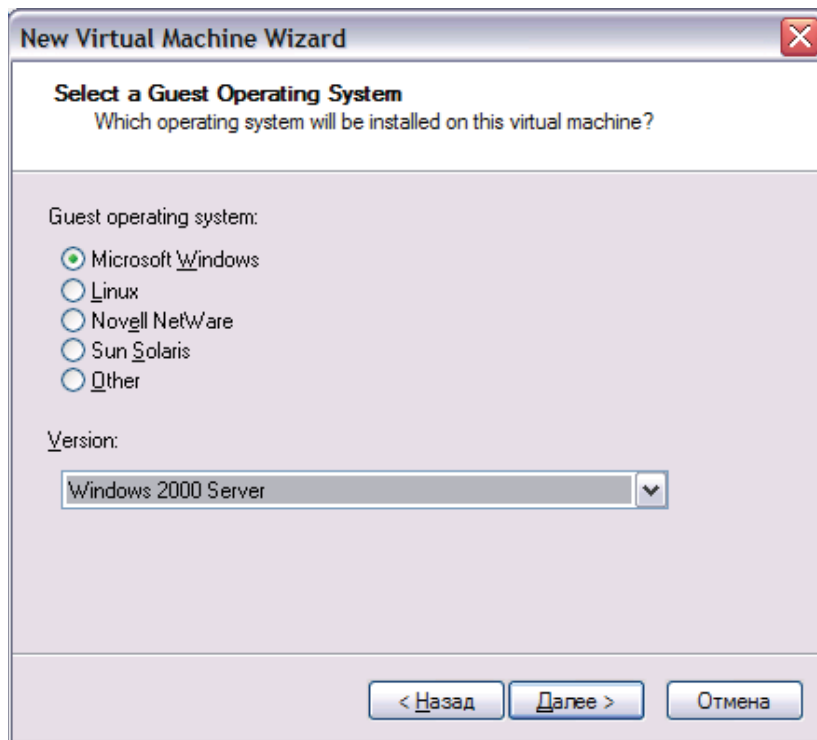 New Virtual Machine Wizard
Select a Guest Operating System
Which operating system will be installed on this virtual machine?
Guest operating system:
Microsoft Windows
Linux
Novell NetWare
Sun Solaris
Other
Version:
Windows 2000 Server
< Назад Далее > Отмена